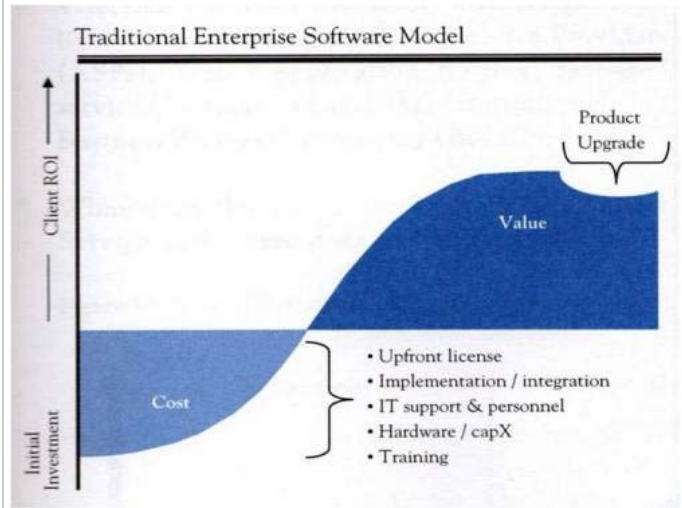 Traditional Enterprise Software Model
Product
Upgrade
Client ROI
Value
Cost
• Upfront license
• Implementation / integration
• IT support & personnel
• Hardware / capX
• Training
Initial
Investment